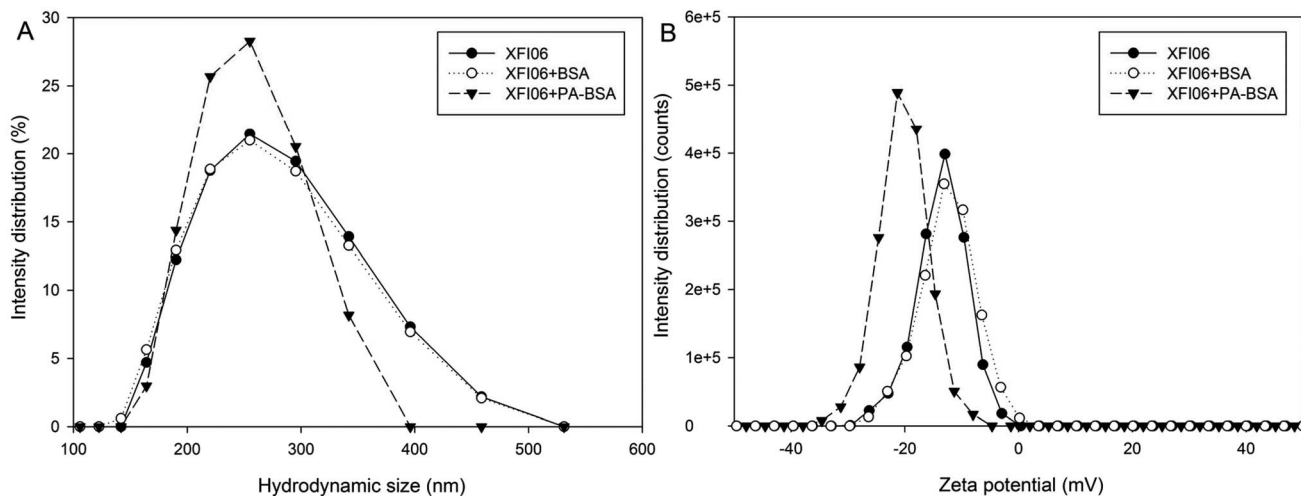 A
Intensity distribution (%)
30
25
20
15
10
5
0
100
200
300
400
500
600
Hydrodynamic size (nm)
XFI06
XFI06+BSA
XFI06+PA-BSA
B
Intensity distribution (counts)
6e+5
5e+5
4e+5
3e+5
2e+5
1e+5
0
-40
-20
0
20
40
Zeta potential (mV)
XFI06
XFI06+BSA
XFI06+PA-BSA